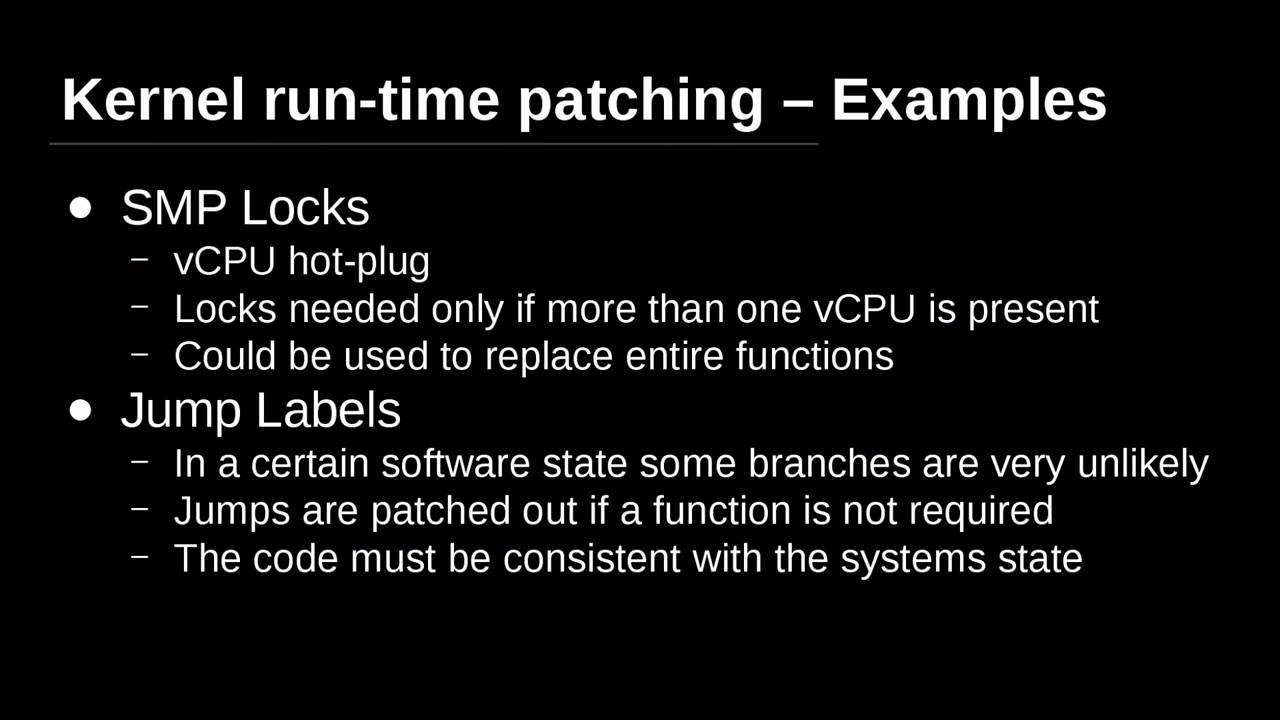 Kernel run-time patching – Examples
● SMP Locks
– vCPU hot-plug
– Locks needed only if more than one vCPU is present
– Could be used to replace entire functions
● Jump Labels
– In a certain software state some branches are very unlikely
– Jumps are patched out if a function is not required
– The code must be consistent with the systems state